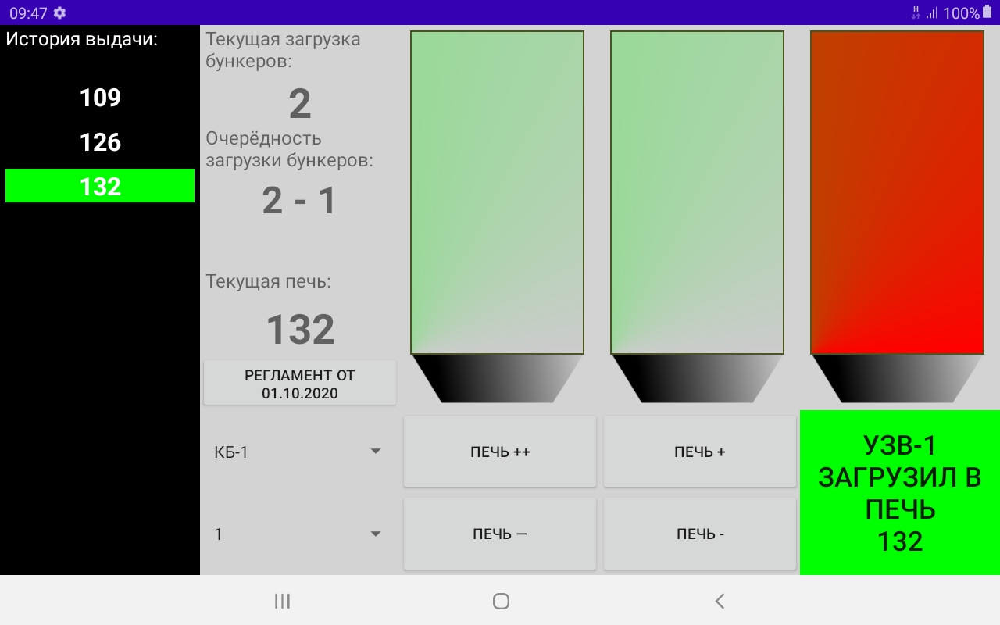 09:47
H
100%
История выдачи:
109
126
132
Текущая загрузка
бункеров:
2
Очерёдность
загрузки бункеров:
2 - 1
Текущая печь:
132
РЕГЛАМЕНТ ОТ
01.10.2020
КБ-1
1
ПЕЧЬ ++
ПЕЧЬ +
ПЕЧЬ —
ПЕЧЬ -
УЗВ-1
ЗАГРУЗИЛ В
ПЕЧЬ
132